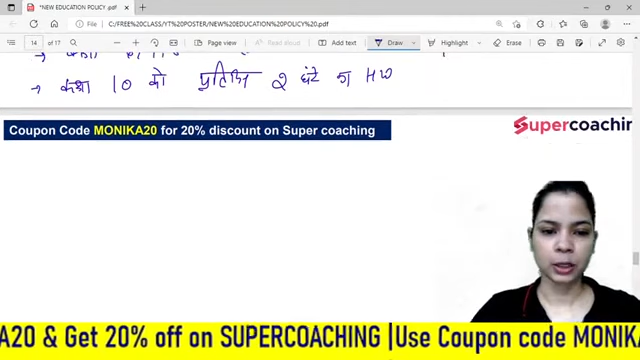 *NEW EDUCATION POLICY .pdf
C:/FREE%20CLASS/YT%20POSTER/NEW%20EDUCATION%20POLICY%20.pdf
14 of 17
Page view
Read aloud
Add text
Draw
Highlight
Erase
→ कक्षा 10 को प्रतिदिन 2 घंटे का HW
Coupon Code MONIKA20 for 20% discount on Super coaching
Supercoachin
A20 & Get 20% off on SUPERCOACHING | Use Coupon code MONIKA